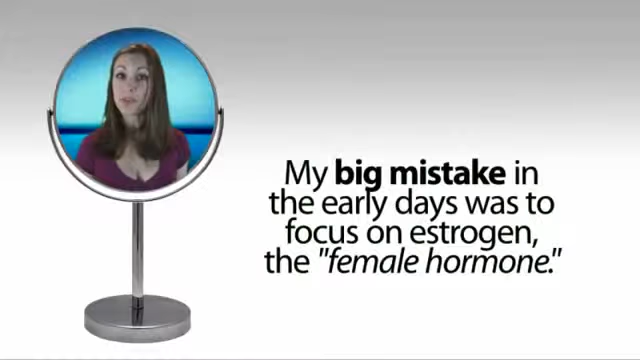 My big mistake in
the early days was to
focus on estrogen,
the "female hormone."